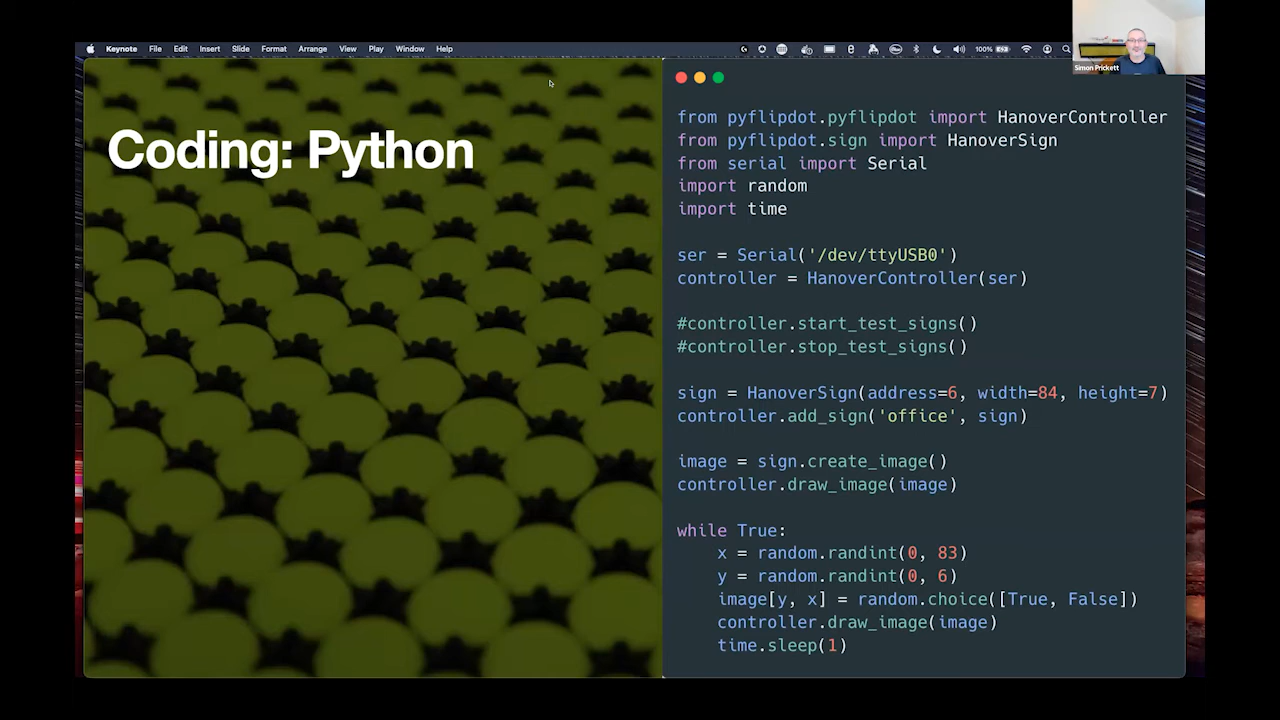 Keynote File Edit Insert Slide Format Arrange View Play Window Help
100%
Simon Prickett
Coding: Python
from pyflipdot.pyflipdot import HanoverController
from pyflipdot.sign import HanoverSign
from serial import Serial
import random
import time
ser = Serial('/dev/ttyUSB0')
controller = HanoverController(ser)
#controller.start_test_signs()
#controller.stop_test_signs()
sign = HanoverSign(address=6, width=84, height=7)
controller.add_sign('office', sign)
image = sign.create_image()
controller.draw_image(image)
while True:
    x = random.randint(0, 83)
    y = random.randint(0, 6)
    image[y, x] = random.choice([True, False])
    controller.draw_image(image)
    time.sleep(1)